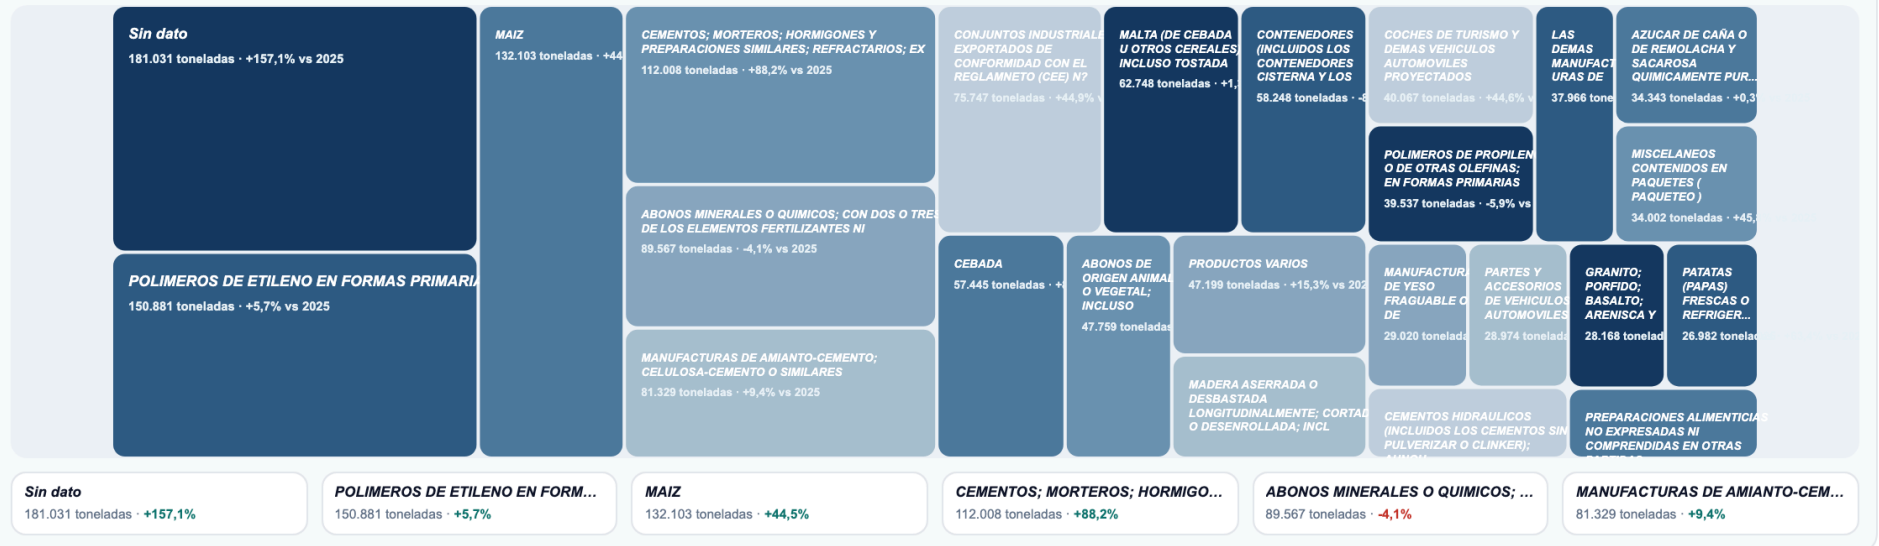 Sin dato
181.031 toneladas · +157,1% vs 2025
POLIMEROS DE ETILENO EN FORMAS PRIMARIA
150.881 toneladas · +5,7% vs 2025
MAIZ
132.103 toneladas · +44
CEMENTOS; MORTEROS; HORMIGONES Y
PREPARACIONES SIMILARES; REFRACTARIOS; EX
112.008 toneladas · +88,2% vs 2025
ABONOS MINERALES O QUIMICOS; CON DOS O TRES
DE LOS ELEMENTOS FERTILIZANTES NI
89.567 toneladas · -4,1% vs 2025
MANUFACTURAS DE AMIANTO-CEMENTO;
CELULOSA-CEMENTO O SIMILARES
81.329 toneladas · +9,4% vs 2025
CONJUNTOS INDUSTRIALE
EXPORTADOS DE
CONFORMIDAD CON EL
REGLAMNETO (CEE) N?
75.747 toneladas · +44,9% v
MALTA (DE CEBADA
U OTROS CEREALES)
INCLUSO TOSTADA
62.748 toneladas · +1,
CONTENEDORES
(INCLUIDOS LOS
CONTENEDORES
CISTERNA Y LOS
58.248 toneladas · -8
CEBADA
57.445 toneladas · +
ABONOS DE
ORIGEN ANIMAL
O VEGETAL;
INCLUSO
47.759 toneladas
PRODUCTOS VARIOS
47.199 toneladas · +15,3% vs 202
MADERA ASERRADA O
DESBASTADA
LONGITUDINALMENTE; CORTAD
O DESENROLLADA; INCL
COCHES DE TURISMO Y
DEMAS VEHICULOS
AUTOMOVILES
PROYECTADOS
40.067 toneladas · +44,6% v
POLIMEROS DE PROPILEN
O DE OTRAS OLEFINAS;
EN FORMAS PRIMARIAS
39.537 toneladas · -5,9% vs
LAS
DEMAS
MANUFACT
URAS DE
37.966 tone
AZUCAR DE CAÑA O
DE REMOLACHA Y
SACAROSA
QUIMICAMENTE PUR...
34.343 toneladas · +0,3
MISCELANEOS
CONTENIDOS EN
PAQUETES (
PAQUETEO )
34.002 toneladas · +45,
MANUFACTURA
DE YESO
FRAGUABLE O
DE
29.020 tonelada
PARTES Y
ACCESORIOS
DE VEHICULOS
AUTOMOVILES
28.974 tonelada
GRANITO;
PORFIDO;
BASALTO;
ARENISCA Y
28.168 tonelad
PATATAS
(PAPAS)
FRESCAS O
REFRIGER...
26.982 tonelad
CEMENTOS HIDRAULICOS
(INCLUIDOS LOS CEMENTOS SIN
PULVERIZAR O CLINKER);
PREPARACIONES ALIMENTICIAS
NO EXPRESADAS NI
COMPRENDIDAS EN OTRAS
Sin dato
181.031 toneladas · +157,1%
POLIMEROS DE ETILENO EN FORM...
150.881 toneladas · +5,7%
MAIZ
132.103 toneladas · +44,5%
CEMENTOS; MORTEROS; HORMIGO...
112.008 toneladas · +88,2%
ABONOS MINERALES O QUIMICOS; ...
89.567 toneladas · -4,1%
MANUFACTURAS DE AMIANTO-CEM...
81.329 toneladas · +9,4%